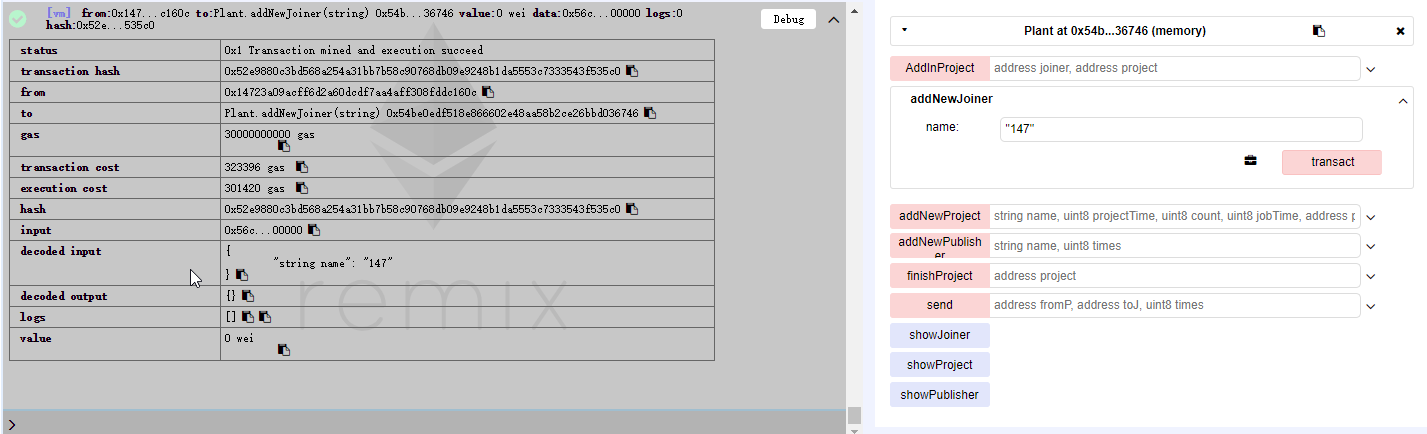 [vm] from:0x147...c160c to:Plant.addNewJoiner(string) 0x54b...36746 value:0 wei data:0x56c...00000 logs:0
hash:0x52e...535c0
Debug
status 0x1 Transaction mined and execution succeed
transaction hash 0x52e9880c3bd568a254a31bb7b58c90768db09e9248b1da5553c7333543f535c0
from 0x14723a09acff6d2a60dcdf7aa4aff308fddc160c
to Plant.addNewJoiner(string) 0x54be0edf518e866602e48aa58b2ce26bbd036746
gas 30000000000 gas
transaction cost 323396 gas
execution cost 301420 gas
hash 0x52e9880c3bd568a254a31bb7b58c90768db09e9248b1da5553c7333543f535c0
input 0x56c...00000
decoded input {
"string name": "147"
}
decoded output {}
logs []
value 0 wei
remix
>
Plant at 0x54b...36746 (memory)
AddInProject address joiner, address project
addNewJoiner
name: "147"
transact
addNewProject string name, uint8 projectTime, uint8 count, uint8 jobTime, address p
addNewPublish
er string name, uint8 times
finishProject address project
send address fromP, address toJ, uint8 times
showJoiner
showProject
showPublisher